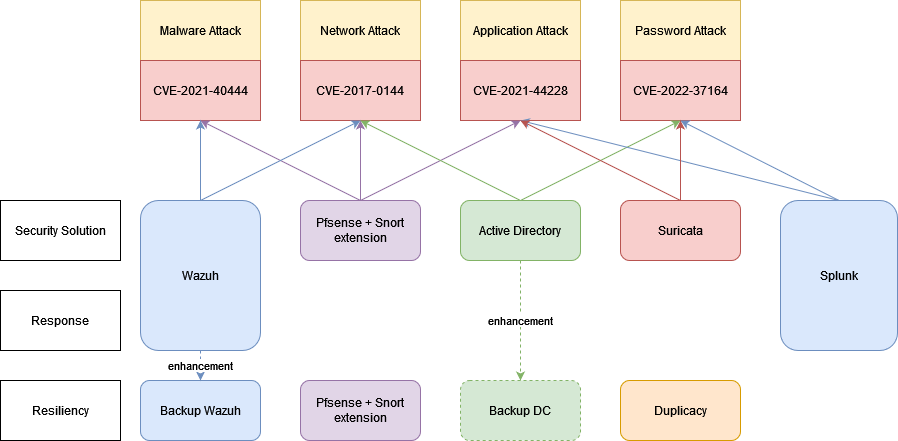 Malware Attack
Network Attack
Application Attack
Password Attack
CVE-2021-40444
CVE-2017-0144
CVE-2021-44228
CVE-2022-37164
Security Solution
Wazuh
Pfsense + Snort
extension
Active Directory
Suricata
Splunk
Response
enhancement
enhancement
Resiliency
Backup Wazuh
Pfsense + Snort
extension
Backup DC
Duplicacy